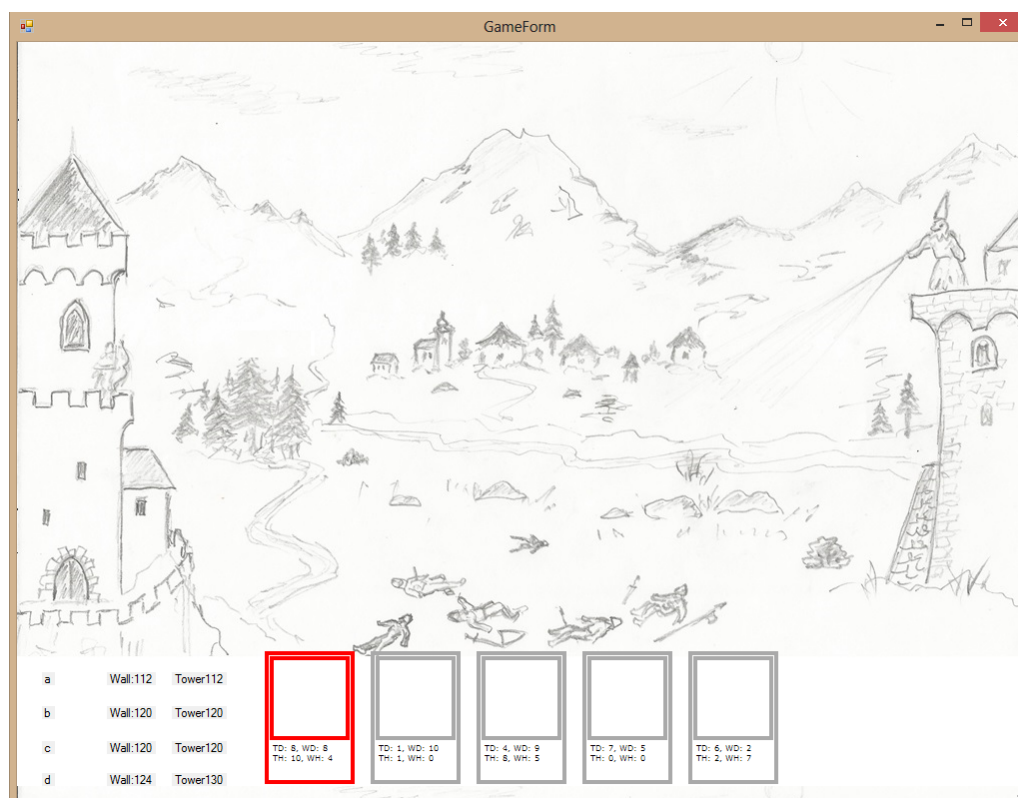 GameForm
a Wall:112 Tower112
b Wall:120 Tower120
c Wall:120 Tower120
d Wall:124 Tower130
TD: 8, WD: 8
TH: 10, WH: 4
TD: 1, WD: 10
TH: 1, WH: 0
TD: 4, WD: 9
TH: 8, WH: 5
TD: 7, WD: 5
TH: 0, WH: 0
TD: 6, WD: 2
TH: 2, WH: 7